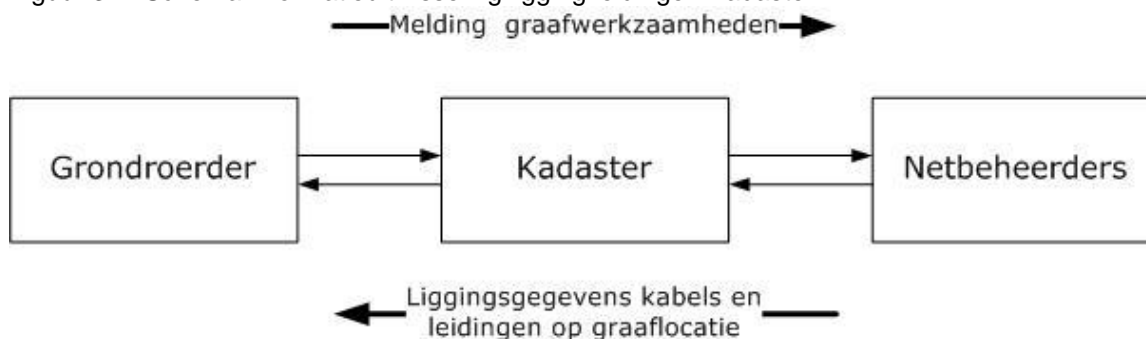 Melding graafwerkzaamheden
Grondroerder
Kadaster
Netbeheerders
Liggingsgegevens kabels en
leidingen op graaflocatie